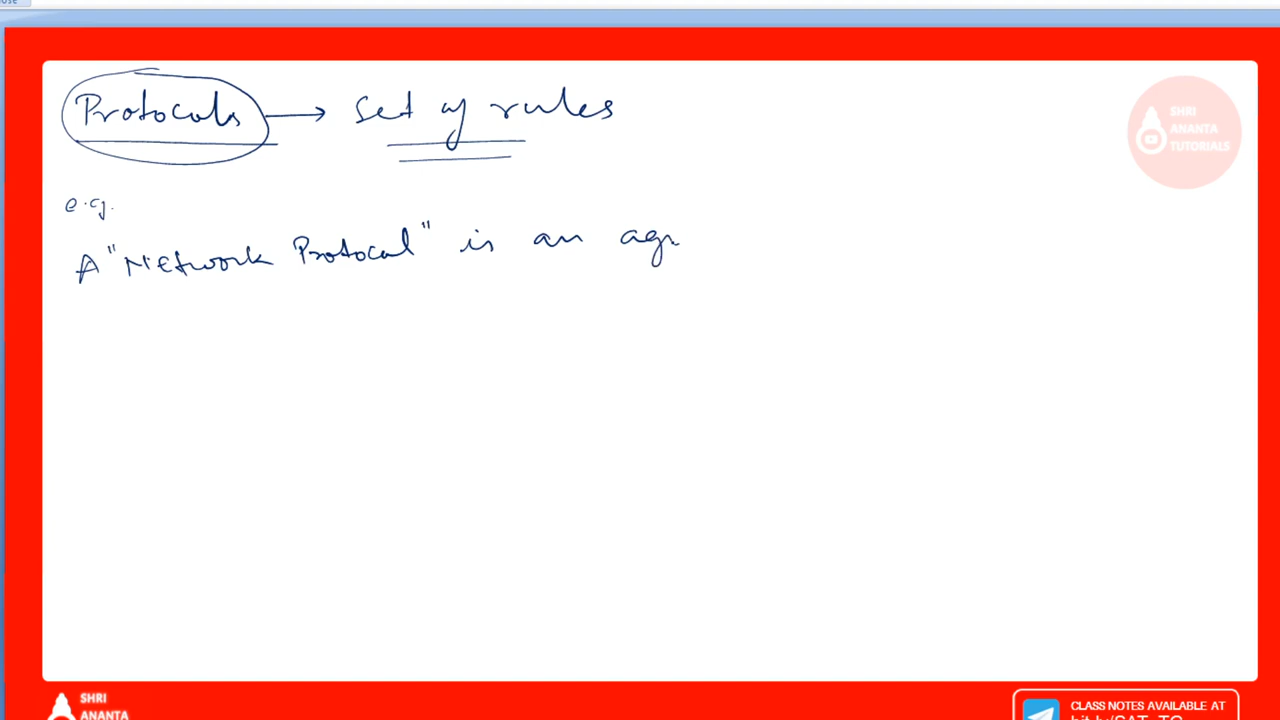 Protocols → set of rules
SHRI
ANANTA
TUTORIALS
e.g.
A "Network Protocol" is an agr
SHRI
ANANTA
CLASS NOTES AVAILABLE AT